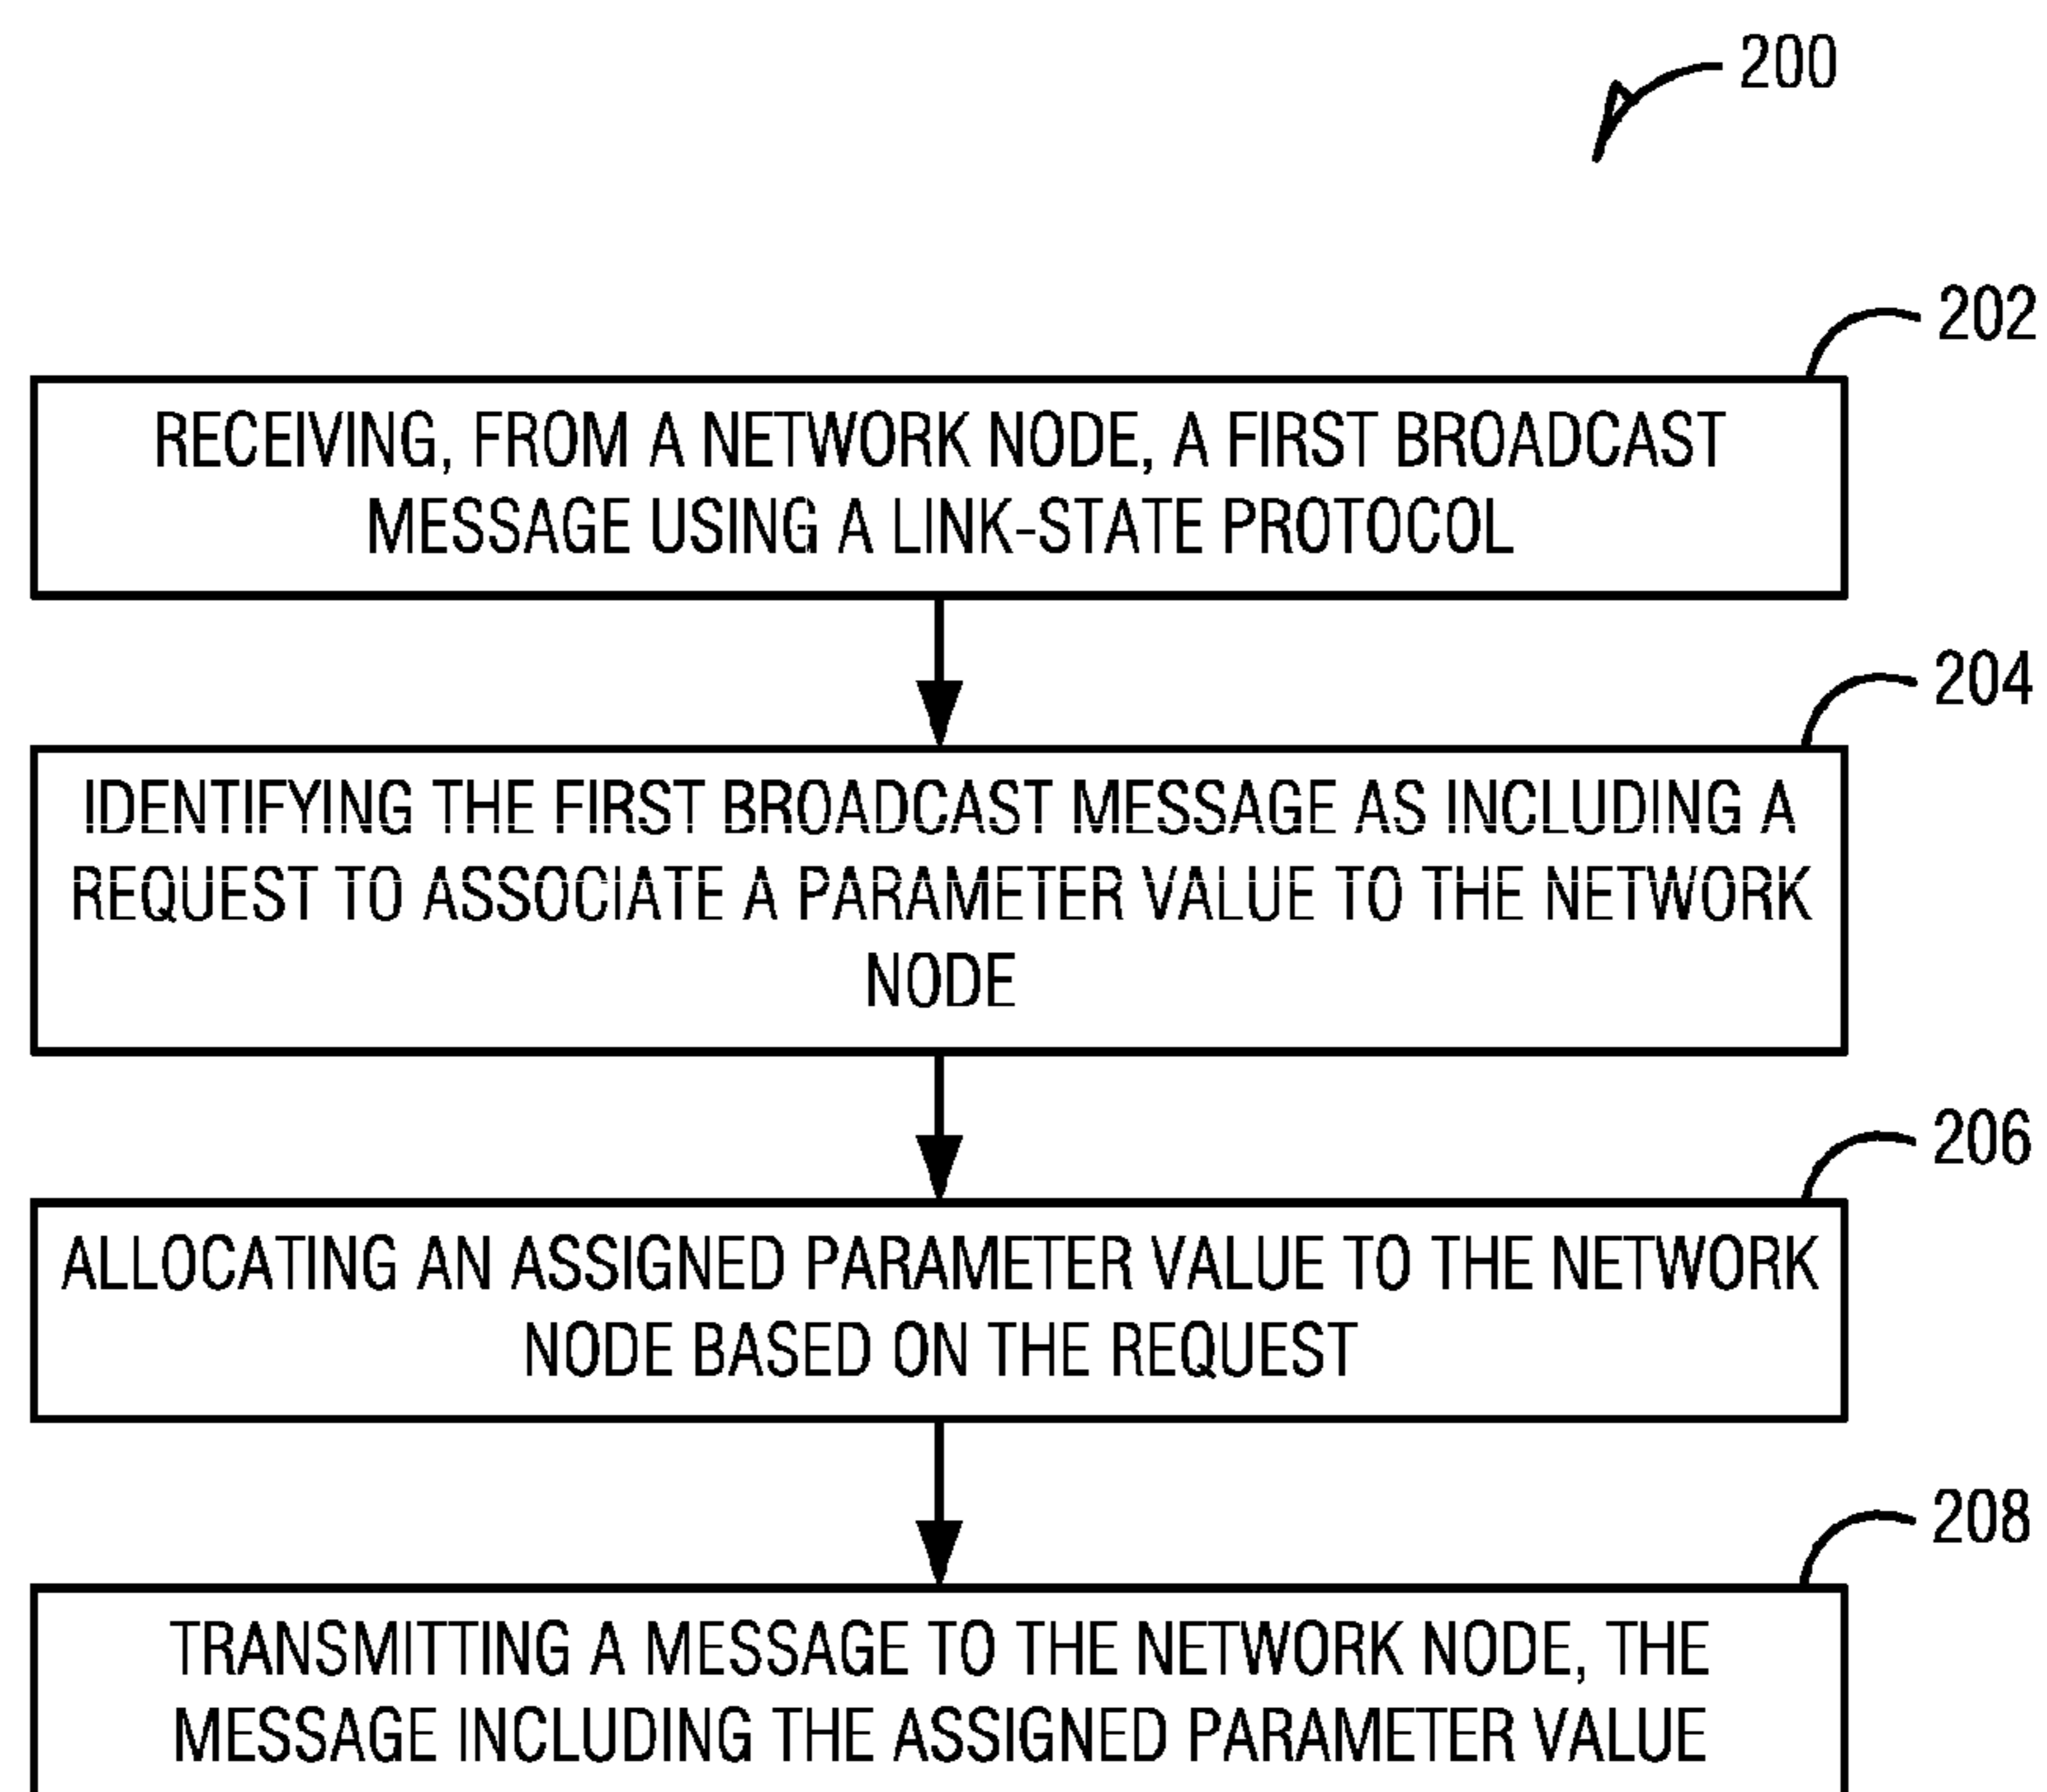 200
202
RECEIVING, FROM A NETWORK NODE, A FIRST BROADCAST
MESSAGE USING A LINK-STATE PROTOCOL
204
IDENTIFYING THE FIRST BROADCAST MESSAGE AS INCLUDING A
REQUEST TO ASSOCIATE A PARAMETER VALUE TO THE NETWORK
NODE
206
ALLOCATING AN ASSIGNED PARAMETER VALUE TO THE NETWORK
NODE BASED ON THE REQUEST
208
TRANSMITTING A MESSAGE TO THE NETWORK NODE, THE
MESSAGE INCLUDING THE ASSIGNED PARAMETER VALUE